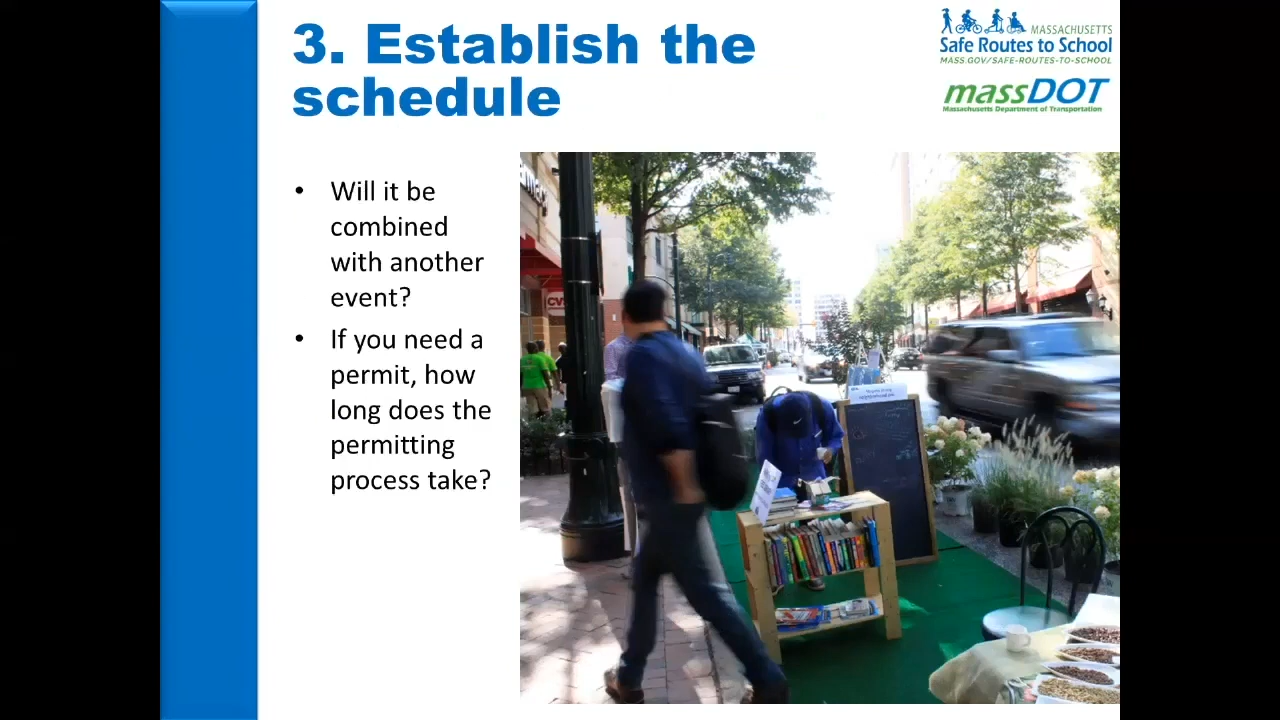 3. Establish the
schedule
MASSACHUSETTS
Safe Routes to School
MASS.GOV/SAFE-ROUTES-TO-SCHOOL
massDOT
Massachusetts Department of Transportation
• Will it be
combined
with another
event?
• If you need a
permit, how
long does the
permitting
process take?